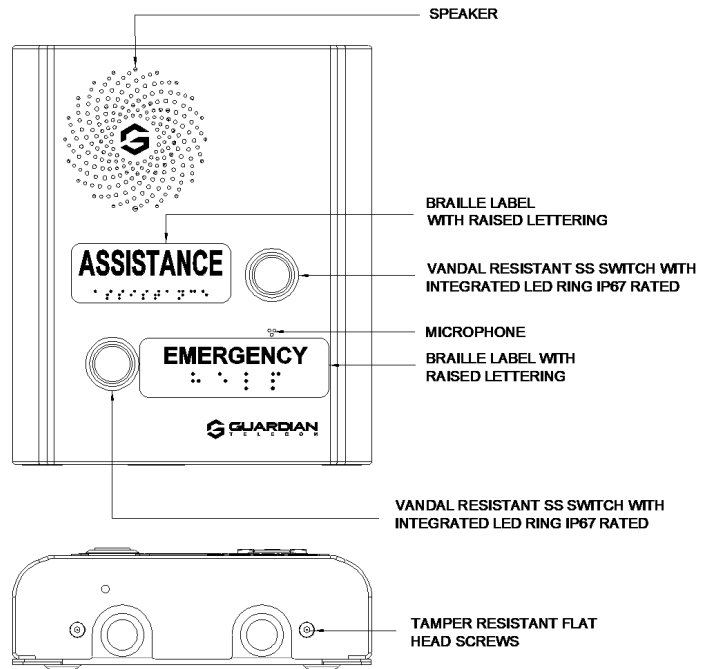 SPEAKER
BRAILLE LABEL
WITH RAISED LETTERING
ASSISTANCE
VANDAL RESISTANT SS SWITCH WITH
INTEGRATED LED RING IP67 RATED
MICROPHONE
EMERGENCY
BRAILLE LABEL WITH
RAISED LETTERING
GUARDIAN
TELECOM
VANDAL RESISTANT SS SWITCH WITH
INTEGRATED LED RING IP67 RATED
TAMPER RESISTANT FLAT
HEAD SCREWS